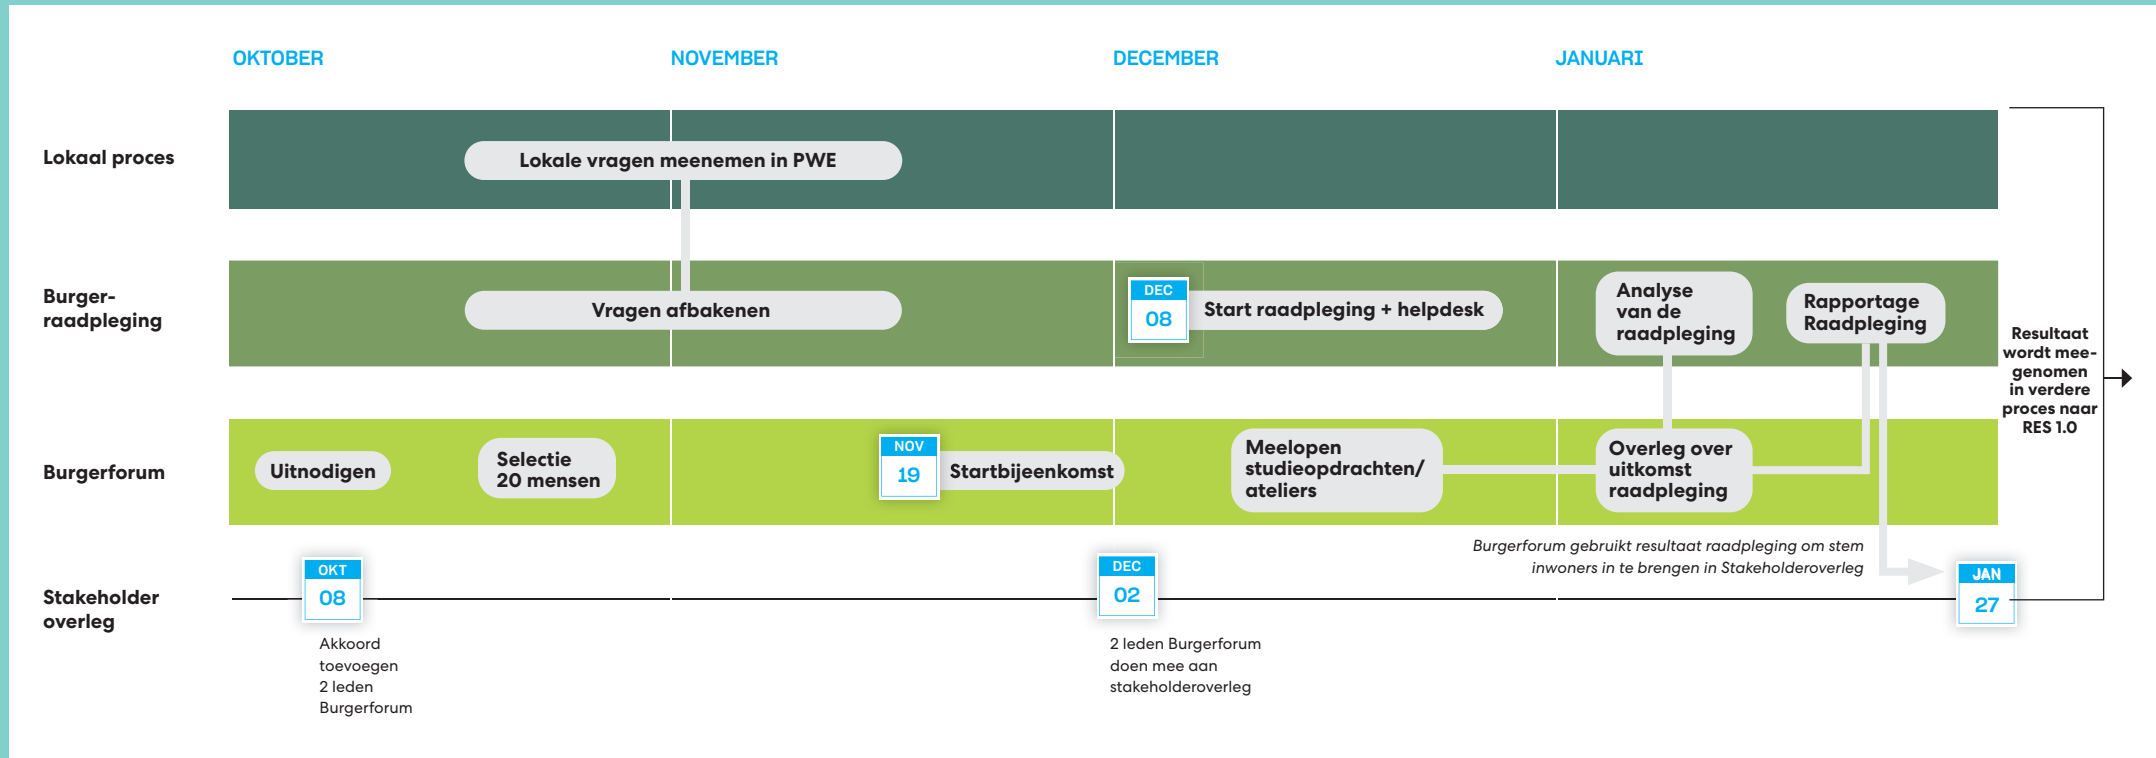 OKTOBER
NOVEMBER
DECEMBER
JANUARI
Lokaal proces
Lokale vragen meenemen in PWE
Burger-
raadpleging
Vragen afbakenen
DEC
08
Start raadpleging + helpdesk
Analyse
van de
raadpleging
Rapportage
Raadpleging
Resultaat
wordt mee-
genomen
in verdere
proces naar
RES 1.0
Burgerforum
Uitnodigen
Selectie
20 mensen
NOV
19
Startbijeenkomst
Meelopen
studieopdrachten/
ateliers
Overleg over
uitkomst
raadpleging
Burgerforum gebruikt resultaat raadpleging om stem
inwoners in te brengen in Stakeholderoverleg
Stakeholder
overleg
OKT
08
Akkoord
toevoegen
2 leden
Burgerforum
DEC
02
2 leden Burgerforum
doen mee aan
stakeholderoverleg
JAN
27